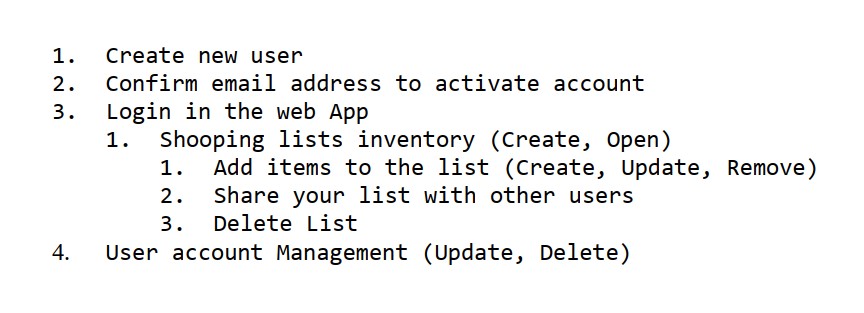 1. Create new user
2. Confirm email address to activate account
3. Login in the web App
1. Shooping lists inventory (Create, Open)
1. Add items to the list (Create, Update, Remove)
2. Share your list with other users
3. Delete List
4. User account Management (Update, Delete)